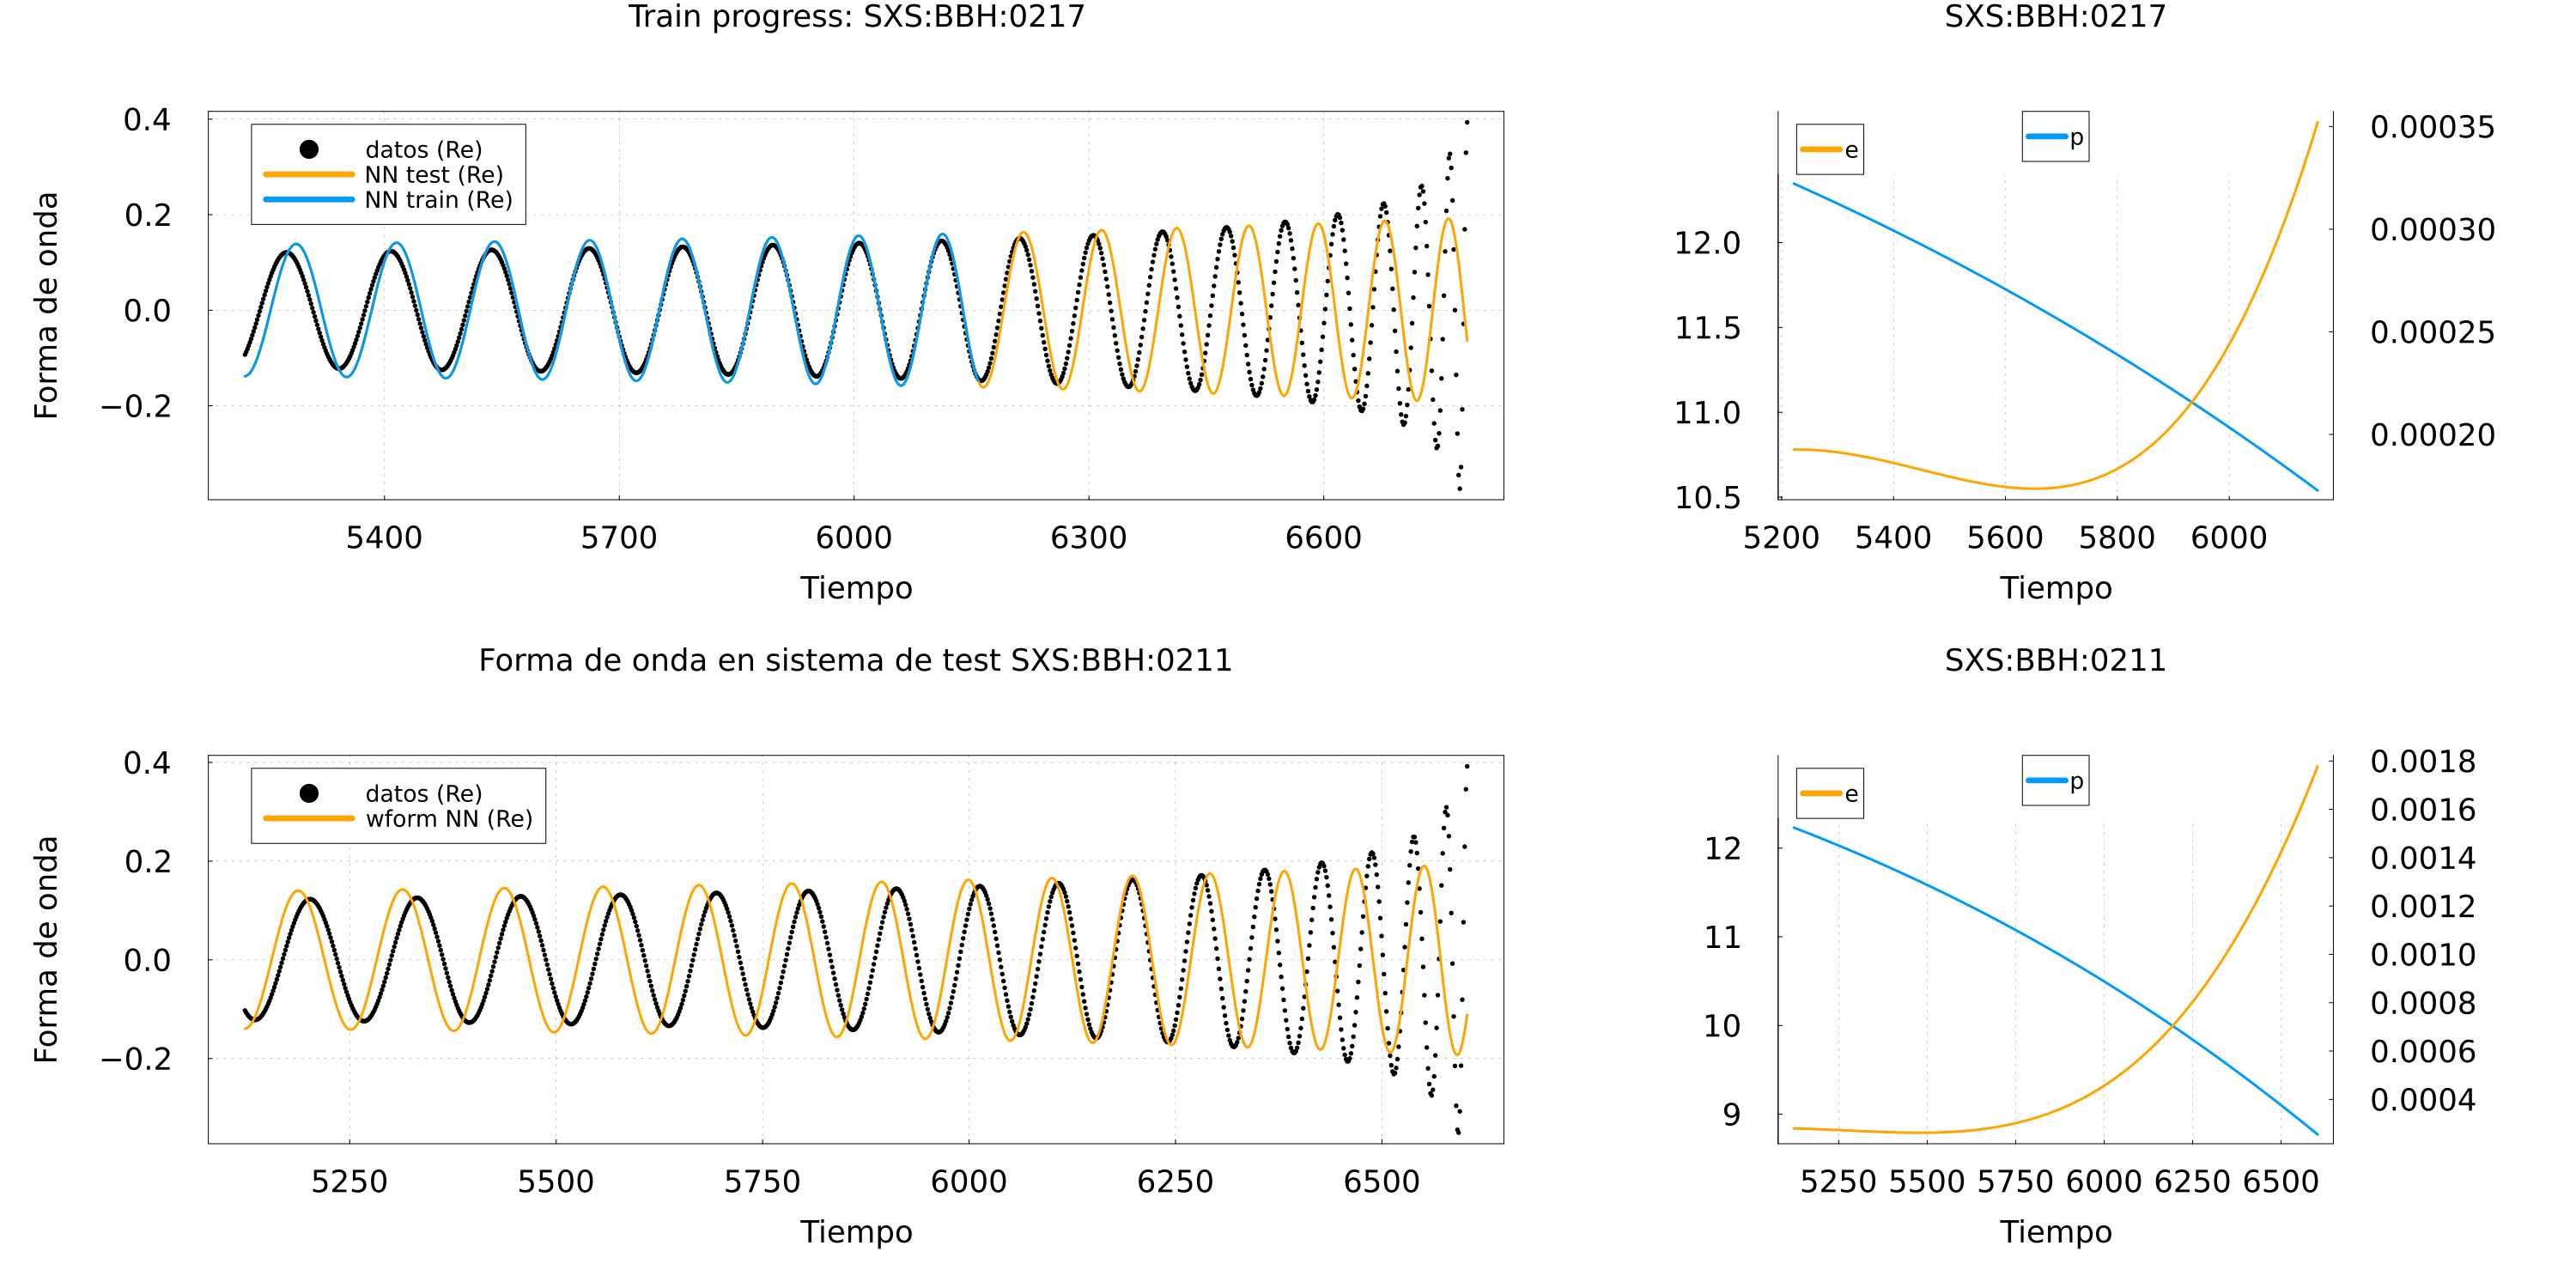 Train progress: SXS:BBH:0217
SXS:BBH:0217
Forma de onda
0.4
0.2
0.0
−0.2
datos (Re)
NN test (Re)
NN train (Re)
5400 5700 6000 6300 6600
Tiempo
e
p
12.0
11.5
11.0
10.5
0.00035
0.00030
0.00025
0.00020
5200 5400 5600 5800 6000
Tiempo
Forma de onda en sistema de test SXS:BBH:0211
SXS:BBH:0211
Forma de onda
0.4
0.2
0.0
−0.2
datos (Re)
wform NN (Re)
5250 5500 5750 6000 6250 6500
Tiempo
e
p
12
11
10
9
0.0018
0.0016
0.0014
0.0012
0.0010
0.0008
0.0006
0.0004
5250 5500 5750 6000 6250 6500
Tiempo